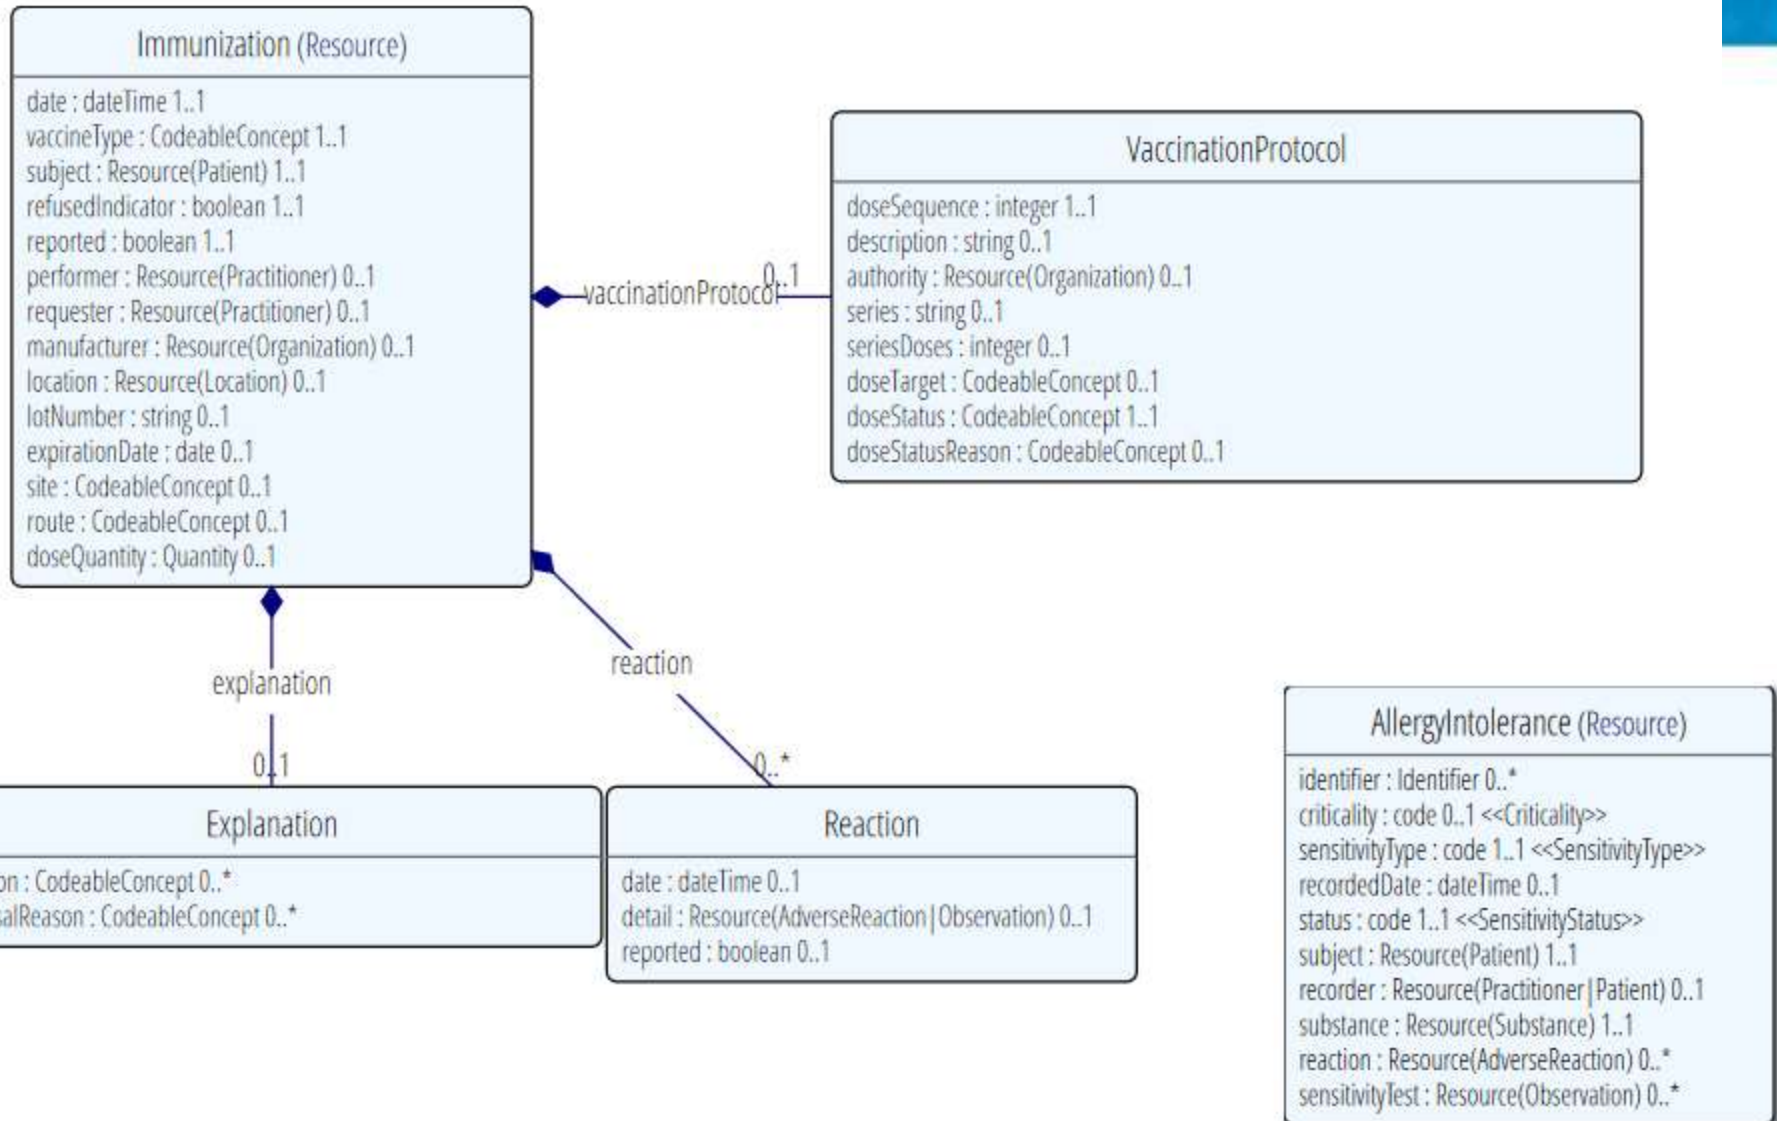 Immunization (Resource)
date : dateTime 1..1
vaccineType : CodeableConcept 1..1
subject : Resource(Patient) 1..1
refusedIndicator : boolean 1..1
reported : boolean 1..1
performer : Resource(Practitioner) 0..1
requester : Resource(Practitioner) 0..1
manufacturer : Resource(Organization) 0..1
location : Resource(Location) 0..1
lotNumber : string 0..1
expirationDate : date 0..1
site : CodeableConcept 0..1
route : CodeableConcept 0..1
doseQuantity : Quantity 0..1
vaccinationProtocol
0..1
VaccinationProtocol
doseSequence : integer 1..1
description : string 0..1
authority : Resource(Organization) 0..1
series : string 0..1
seriesDoses : integer 0..1
doseTarget : CodeableConcept 0..1
doseStatus : CodeableConcept 1..1
doseStatusReason : CodeableConcept 0..1
explanation
0..1
reaction
0..*
Explanation
on : CodeableConcept 0..*
salReason : CodeableConcept 0..*
Reaction
date : dateTime 0..1
detail : Resource(AdverseReaction|Observation) 0..1
reported : boolean 0..1
AllergyIntolerance (Resource)
identifier : Identifier 0..*
criticality : code 0..1 <<Criticality>>
sensitivityType : code 1..1 <<SensitivityType>>
recordedDate : dateTime 0..1
status : code 1..1 <<SensitivityStatus>>
subject : Resource(Patient) 1..1
recorder : Resource(Practitioner|Patient) 0..1
substance : Resource(Substance) 1..1
reaction : Resource(AdverseReaction) 0..*
sensitivityTest : Resource(Observation) 0..*